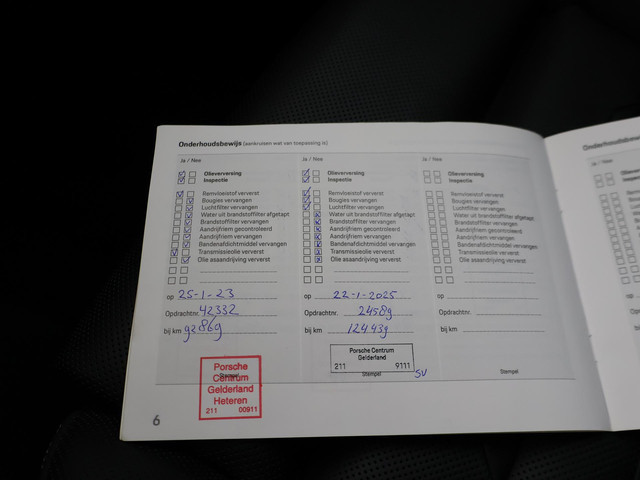 Onderhoudsbewijs (aankruisen wat van toepassing is)
Ja / Nee
Olieverversing
Inspectie
Remvloeistof ververst
Bougies vervangen
Luchtfilter vervangen
Water uit brandstoffilter afgetapt
Brandstoffilter vervangen
Aandrijfriem gecontroleerd
Aandrijfriem vervangen
Bandenafdichtmiddel vervangen
Transmissieolie ververst
Olie asaandrijving ververst
op 25-1-23
Opdrachtnr. 42332
bij km 92869
Stempel
Porsche
Centrum
Gelderland
Heteren
211 00911
Ja / Nee
Olieverversing
Inspectie
Remvloeistof ververst
Bougies vervangen
Luchtfilter vervangen
Water uit brandstoffilter afgetapt
Brandstoffilter vervangen
Aandrijfriem gecontroleerd
Aandrijfriem vervangen
Bandenafdichtmiddel vervangen
Transmissieolie ververst
Olie asaandrijving ververst
op 22-1-2025
Opdrachtnr. 24589
bij km 124439
Porsche Centrum
Gelderland
211 9111
Stempel
SV
Ja / Nee
Olieverversing
Inspectie
Remvloeistof ververst
Bougies vervangen
Luchtfilter vervangen
Water uit brandstoffilter afgetapt
Brandstoffilter vervangen
Aandrijfriem gecontroleerd
Aandrijfriem vervangen
Bandenafdichtmiddel vervangen
Transmissieolie ververst
Olie asaandrijving ververst
op
Opdrachtnr.
bij km
Stempel
6
Ja / Nee